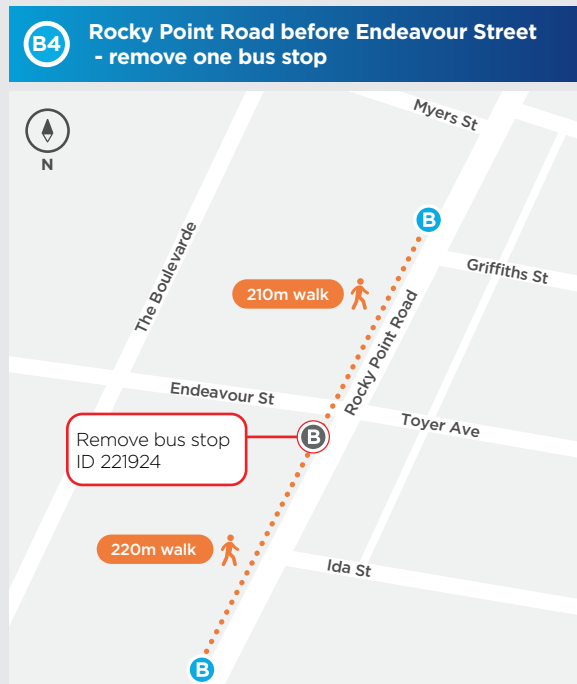 B4
Rocky Point Road before Endeavour Street
- remove one bus stop
N
Myers St
The Boulevarde
B
Griffiths St
210m walk
Rocky Point Road
Endeavour St
Toyer Ave
B
Remove bus stop
ID 221924
220m walk
Ida St
B